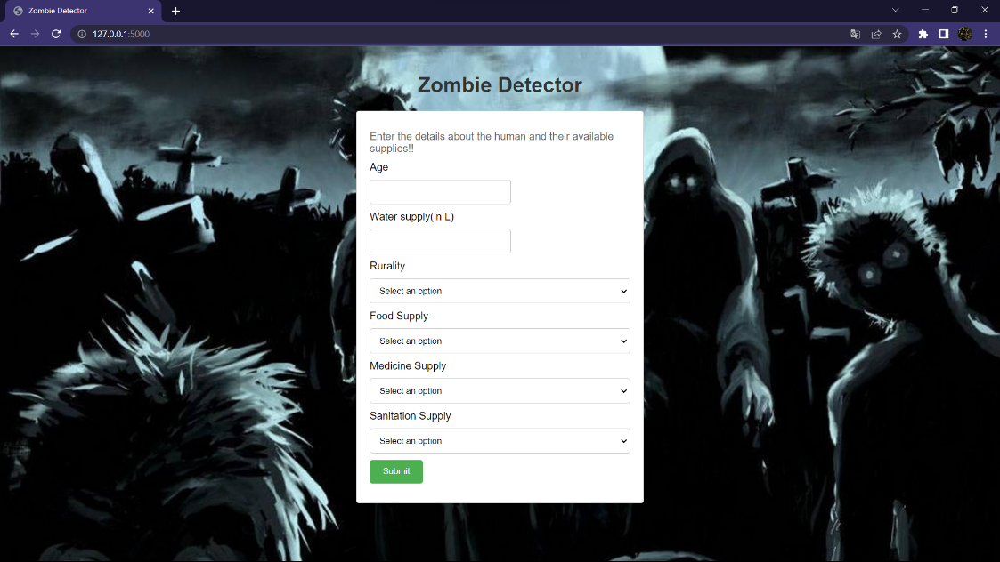 Zombie Detector
127.0.0.1:5000
Zombie Detector
Enter the details about the human and their available
supplies!!
Age
Water supply(in L)
Rurality
Select an option
Food Supply
Select an option
Medicine Supply
Select an option
Sanitation Supply
Select an option
Submit